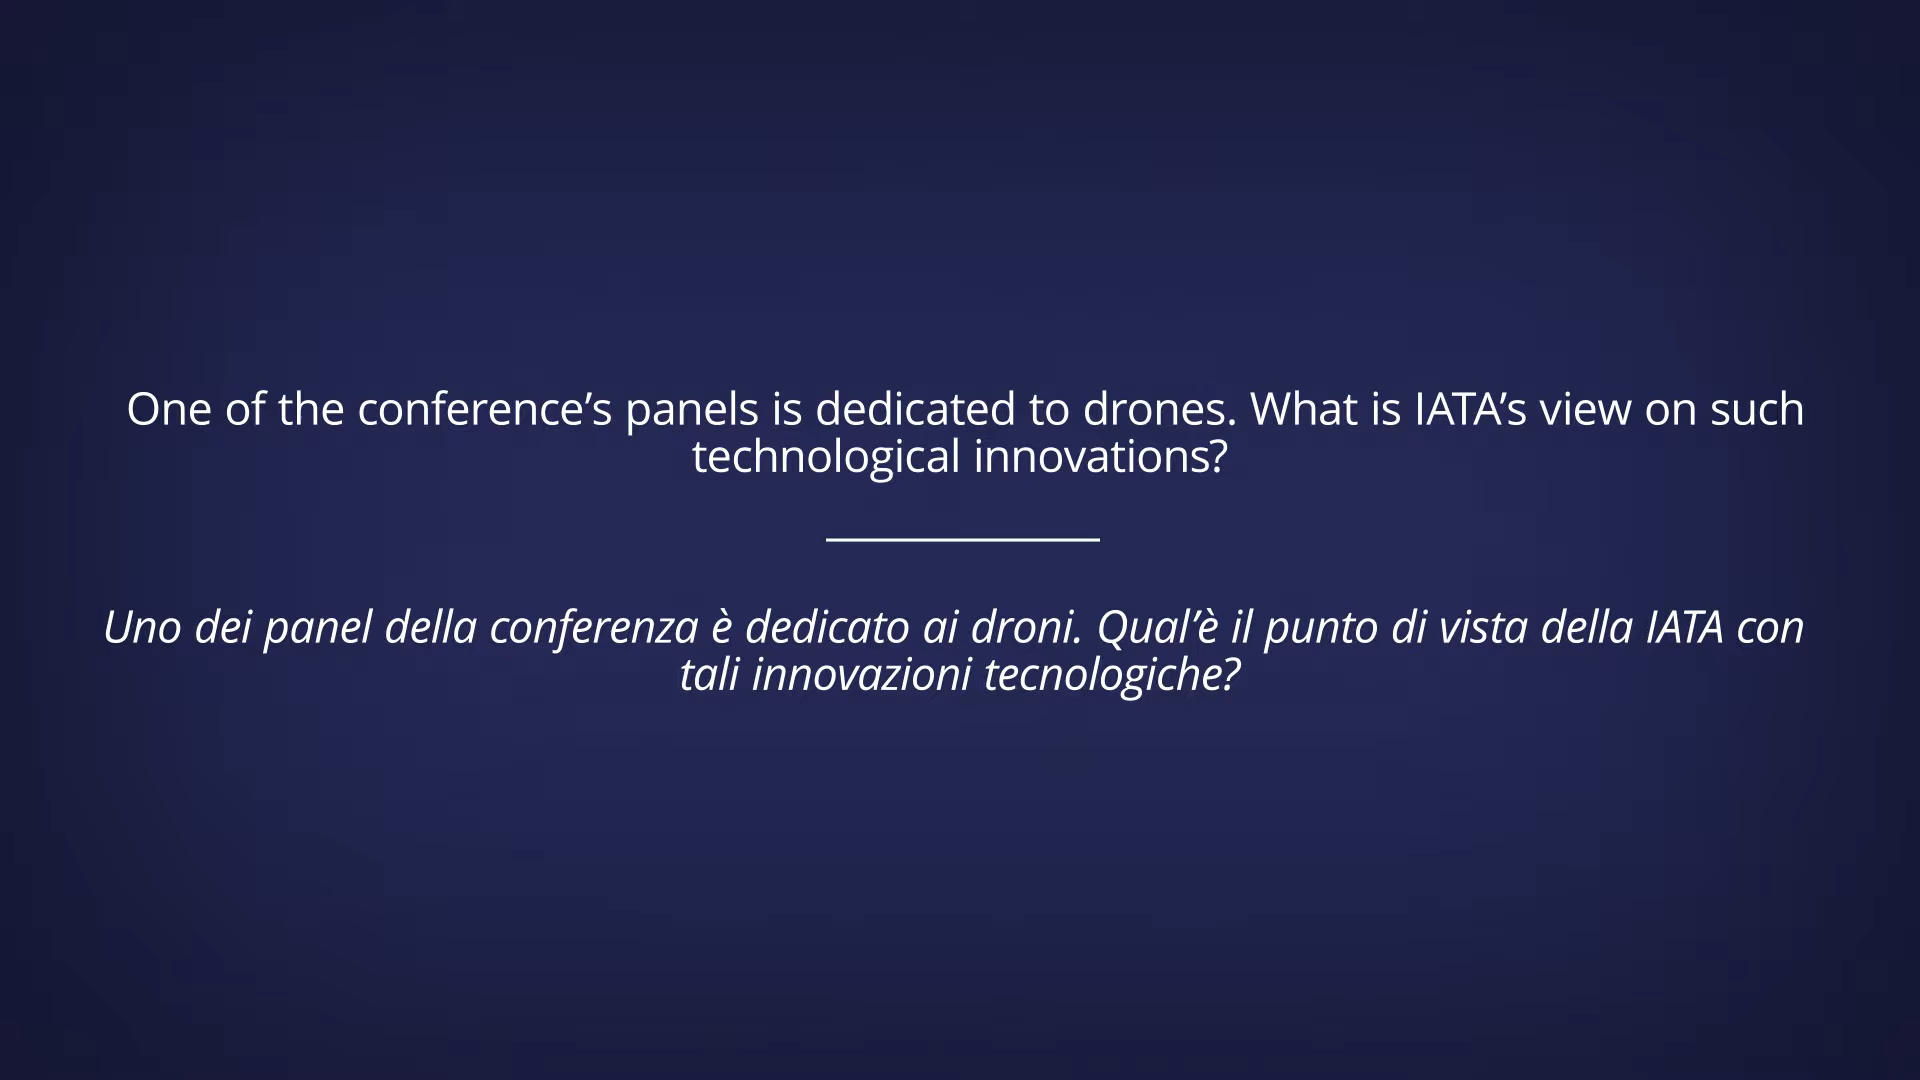 One of the conference’s panels is dedicated to drones. What is IATA’s view on such
technological innovations?
Uno dei panel della conferenza è dedicato ai droni. Qual’è il punto di vista della IATA con
tali innovazioni tecnologiche?